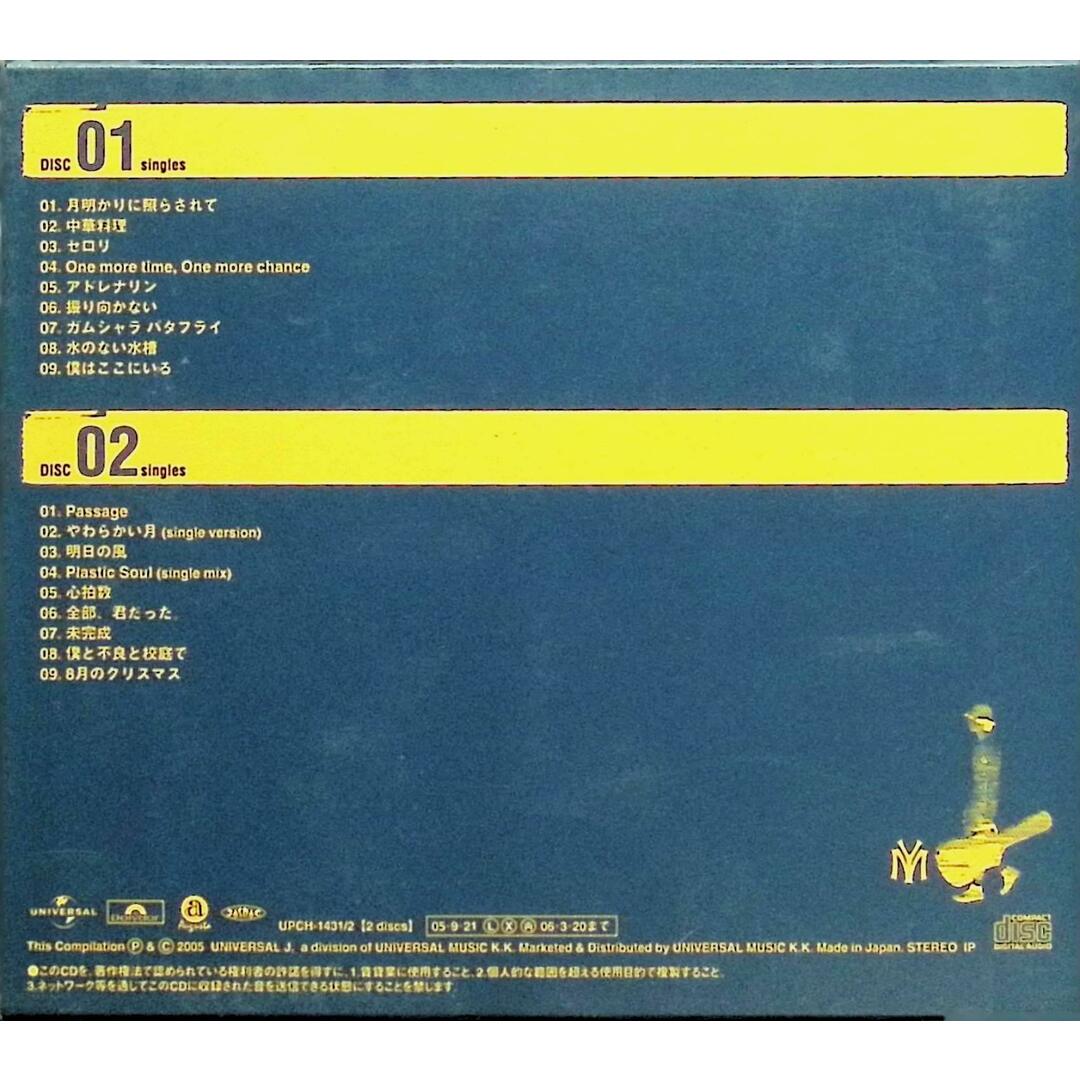 DISC 01 singles
01. 月明かりに照らされて
02. 中華料理
03. セロリ
04. One more time, One more chance
05. アドレナリン
06. 振り向かない
07. ガムシャラ バタフライ
08. 水のない水槽
09. 僕はここにいる
DISC 02 singles
01. Passage
02. やわらかい月 (single version)
03. 明日の風
04. Plastic Soul (single mix)
05. 心拍数
06. 全部、君だった。
07. 未完成
08. 僕と不良と校庭で
09. 8月のクリスマス
YM
UNIVERSAL Polydor a Augusta JASRAC UPCH-1431/2【2 discs】 05・9・21 Ⓛ Ⓧ Ⓐ 06・3・20まで
COMPACT disc DIGITAL AUDIO
This Compilation Ⓟ & © 2005 UNIVERSAL J, a division of UNIVERSAL MUSIC K.K. Marketed & Distributed by UNIVERSAL MUSIC K.K. Made in Japan. STEREO IP
●このCDを、著作権法で認められている権利者の許諾を得ずに、1.賃貸業に使用すること、2.個人的な範囲を超える使用目的で複製すること、
3.ネットワーク等を通してこのCDに収録された音を送信できる状態にすることを禁します